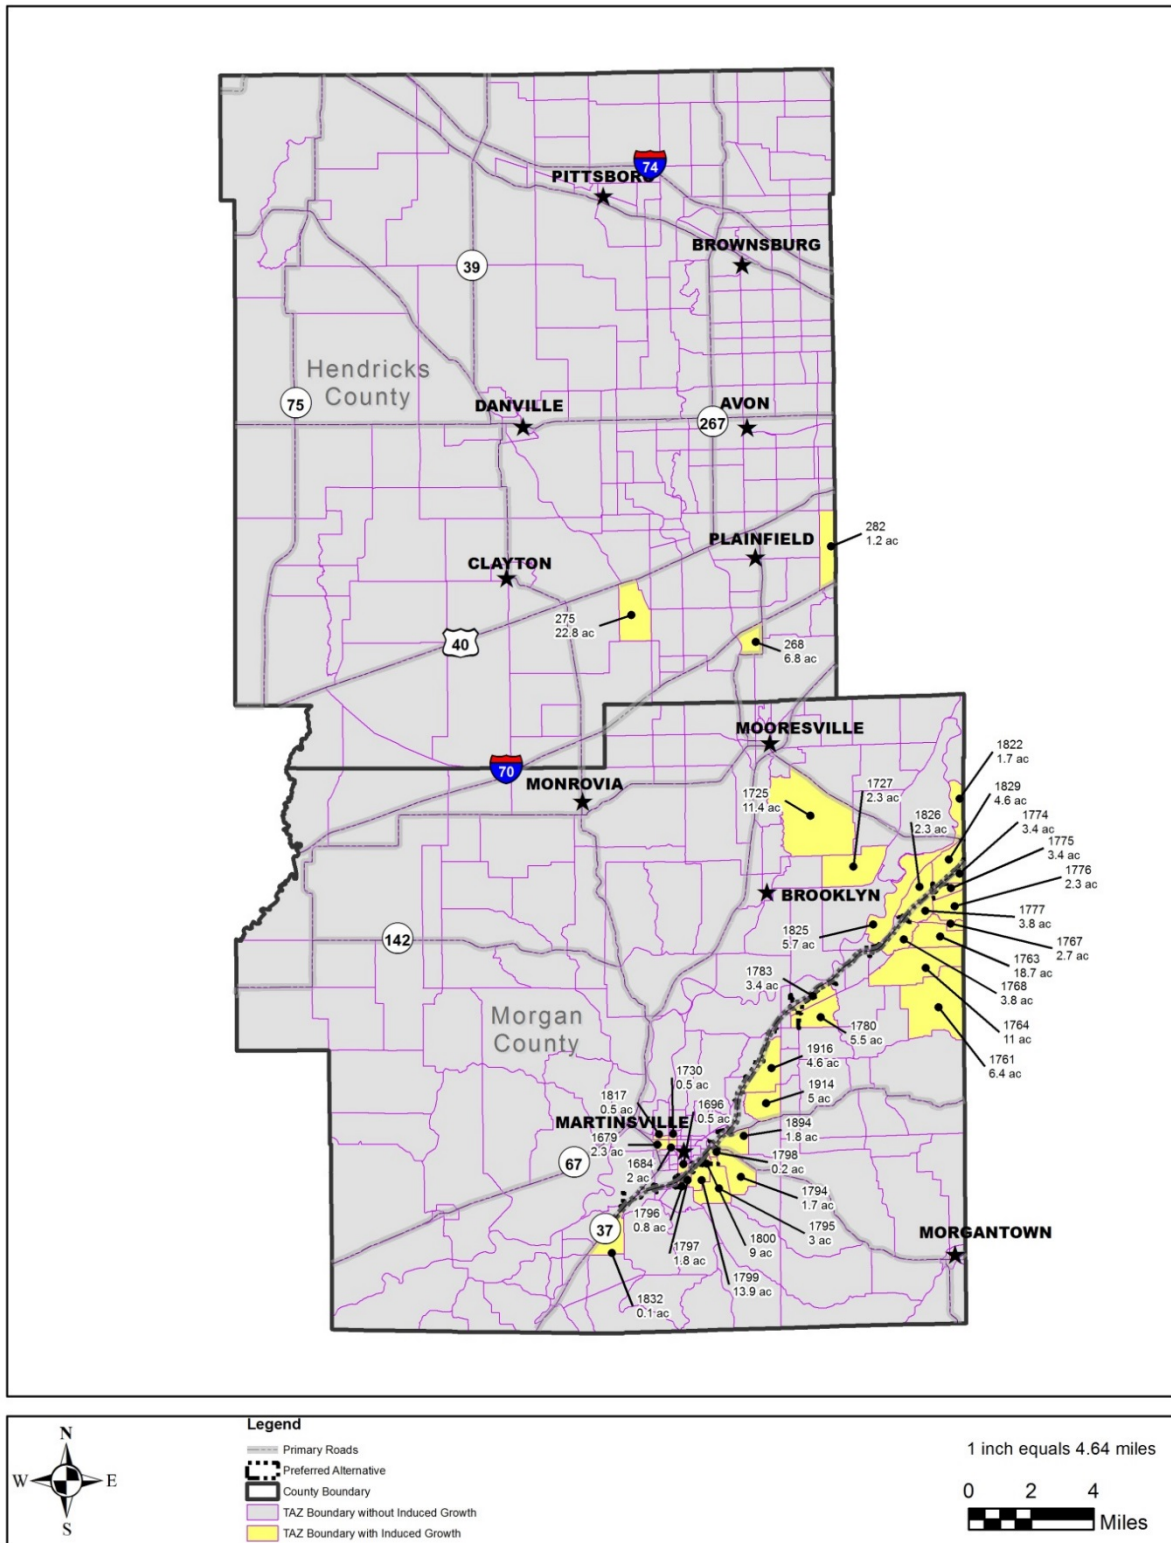 74
PITTSBORO
BROWNSBURG
39
Hendricks
County
75
DANVILLE
AVON
267
282
1.2 ac
PLAINFIELD
CLAYTON
275
22.8 ac
40
268
6.8 ac
MOORESVILLE
70
MONROVIA
1822
1.7 ac
1829
4.6 ac
1727
2.3 ac
1725
11.4 ac
1826
2.3 ac
1774
3.4 ac
1775
3.4 ac
1776
2.3 ac
BROOKLYN
1777
3.8 ac
1825
5.7 ac
142
1767
2.7 ac
1763
18.7 ac
1783
3.4 ac
1768
3.8 ac
Morgan
County
1780
5.5 ac
1764
11 ac
1916
4.6 ac
1761
6.4 ac
1730
0.5 ac
1914
5 ac
1817
0.5 ac
1696
0.5 ac
MARTINSVILLE
1894
1.8 ac
1679
2.3 ac
1798
0.2 ac
67
1684
2 ac
1794
1.7 ac
1796
0.8 ac
1795
3 ac
37
1800
9 ac
MORGANTOWN
1797
1.8 ac
1799
13.9 ac
1832
0.1 ac
N
W
E
S
Legend
Primary Roads
Preferred Alternative
County Boundary
TAZ Boundary without Induced Growth
TAZ Boundary with Induced Growth
1 inch equals 4.64 miles
0 2 4
Miles